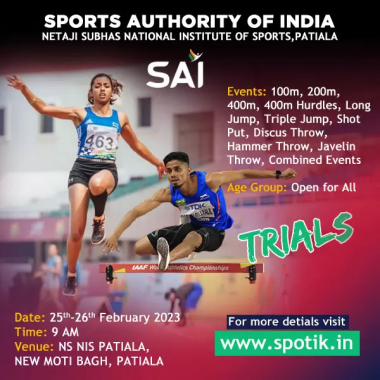 SPORTS AUTHORITY OF INDIA
NETAJI SUBHAS NATIONAL INSTITUTE OF SPORTS,PATIALA
SAI
Events: 100m, 200m,
400m, 400m Hurdles, Long
Jump, Triple Jump, Shot
Put, Discus Throw,
Hammer Throw, Javelin
Throw, Combined Events
Age Group: Open for All
463
TDK
TRIALS
IAAF World Athletics Championships
Date: 25th-26th February 2023
Time: 9 AM
Venue: NS NIS PATIALA,
NEW MOTI BAGH, PATIALA
For more detials visit
www.spotik.in